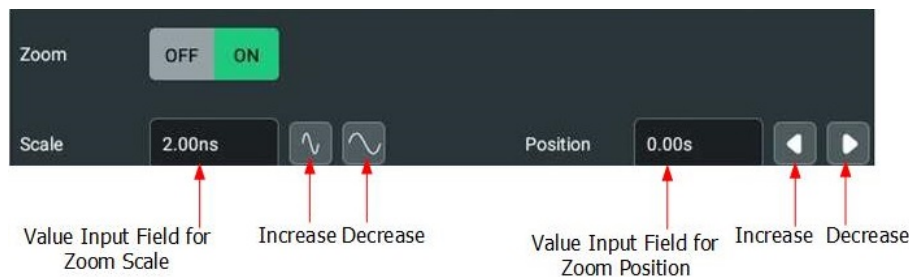 Zoom
OFF ON
Scale
2.00ns
Position
0.00s
Value Input Field for
Zoom Scale
Increase
Decrease
Value Input Field for
Zoom Position
Increase
Decrease